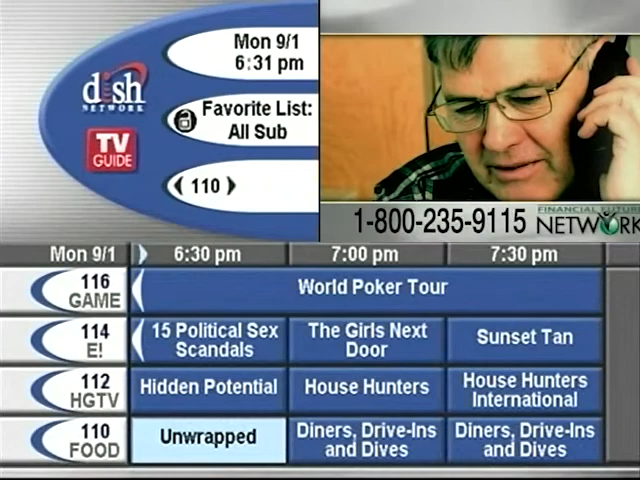 Mon 9/1
6:31 pm
dish
NETWORK
Favorite List:
All Sub
TV
GUIDE
110
1-800-235-9115
FINANCIAL FUTURE
NETWORK
Mon 9/1
6:30 pm
7:00 pm
7:30 pm
116
GAME
World Poker Tour
114
E!
15 Political Sex
Scandals
The Girls Next
Door
Sunset Tan
112
HGTV
Hidden Potential
House Hunters
House Hunters
International
110
FOOD
Unwrapped
Diners, Drive-Ins
and Dives
Diners, Drive-Ins
and Dives